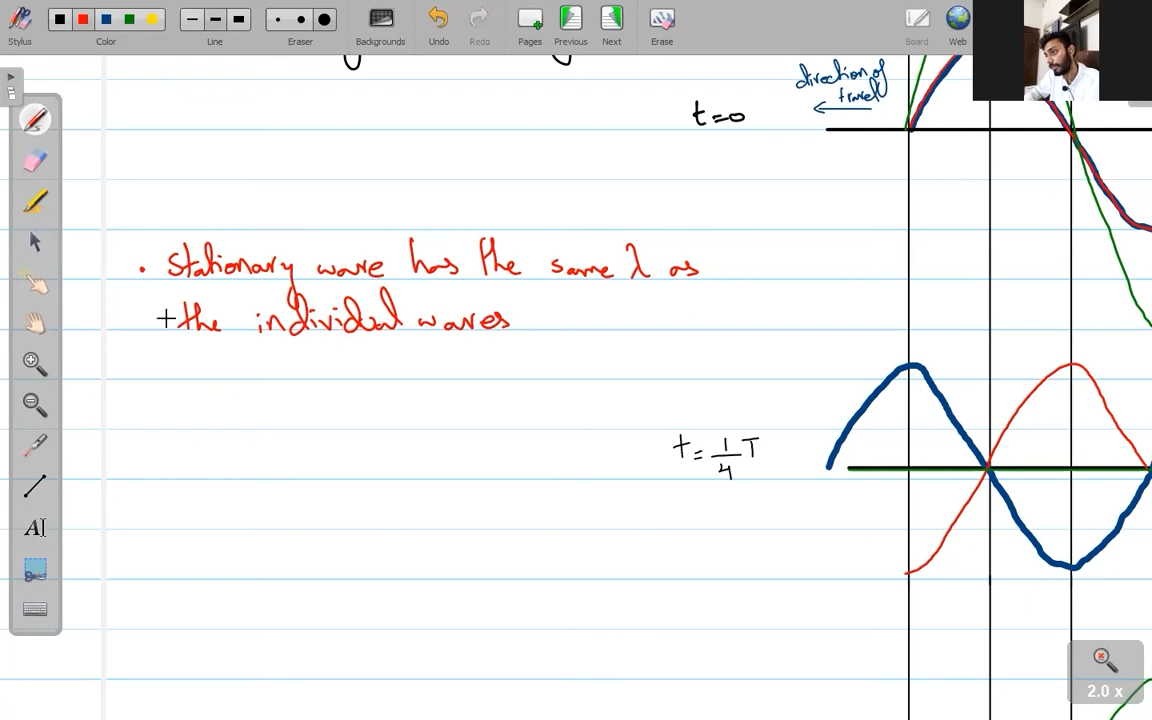 Stylus
Color
Line
Eraser
Backgrounds
Undo
Redo
Pages
Previous
Next
Erase
Board
Web
direction of
travel
t=0
. Stationary wave has the same λ as
the individual waves
t = 1/4 T
A
2.0 x